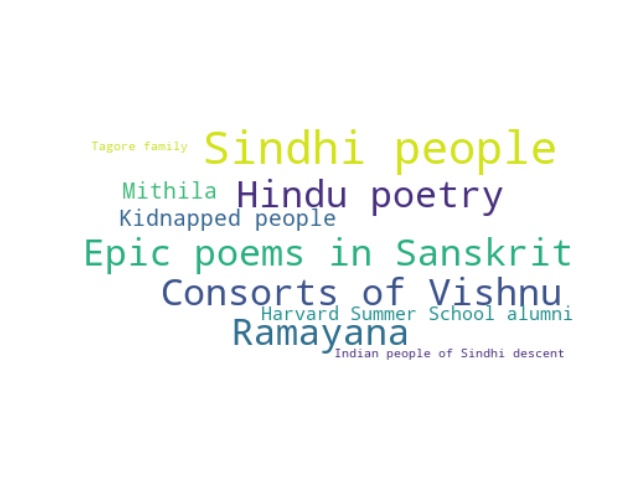 Tagore family
Sindhi people
Mithila
Hindu poetry
Kidnapped people
Epic poems in Sanskrit
Consorts of Vishnu
Harvard Summer School alumni
Ramayana
Indian people of Sindhi descent